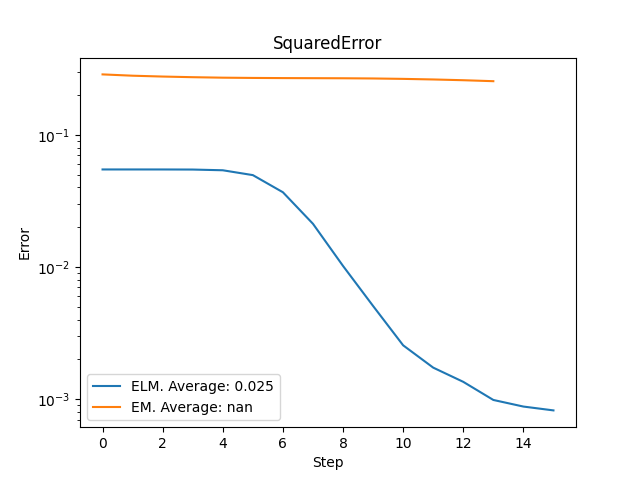 SquaredError
Error
10⁻¹
10⁻²
10⁻³
ELM. Average: 0.025
EM. Average: nan
0 2 4 6 8 10 12 14
Step